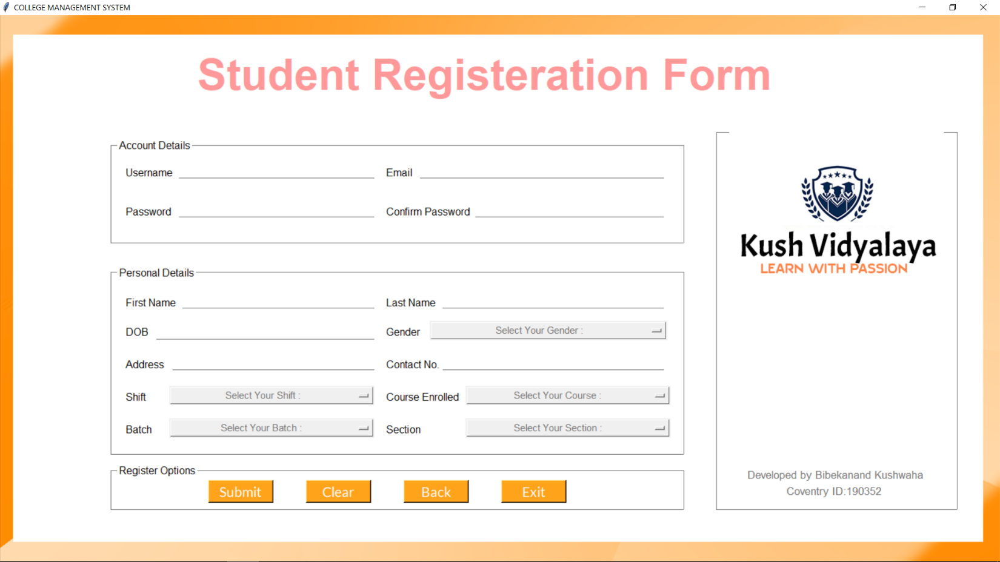 COLLEGE MANAGEMENT SYSTEM
Student Registeration Form
Account Details
Username Email
Password Confirm Password
Personal Details
First Name Last Name
DOB Gender Select Your Gender :
Address Contact No.
Shift Select Your Shift : Course Enrolled Select Your Course :
Batch Select Your Batch : Section Select Your Section :
Register Options
Submit Clear Back Exit
Kush Vidyalaya
LEARN WITH PASSION
Developed by Bibekanand Kushwaha
Coventry ID:190352